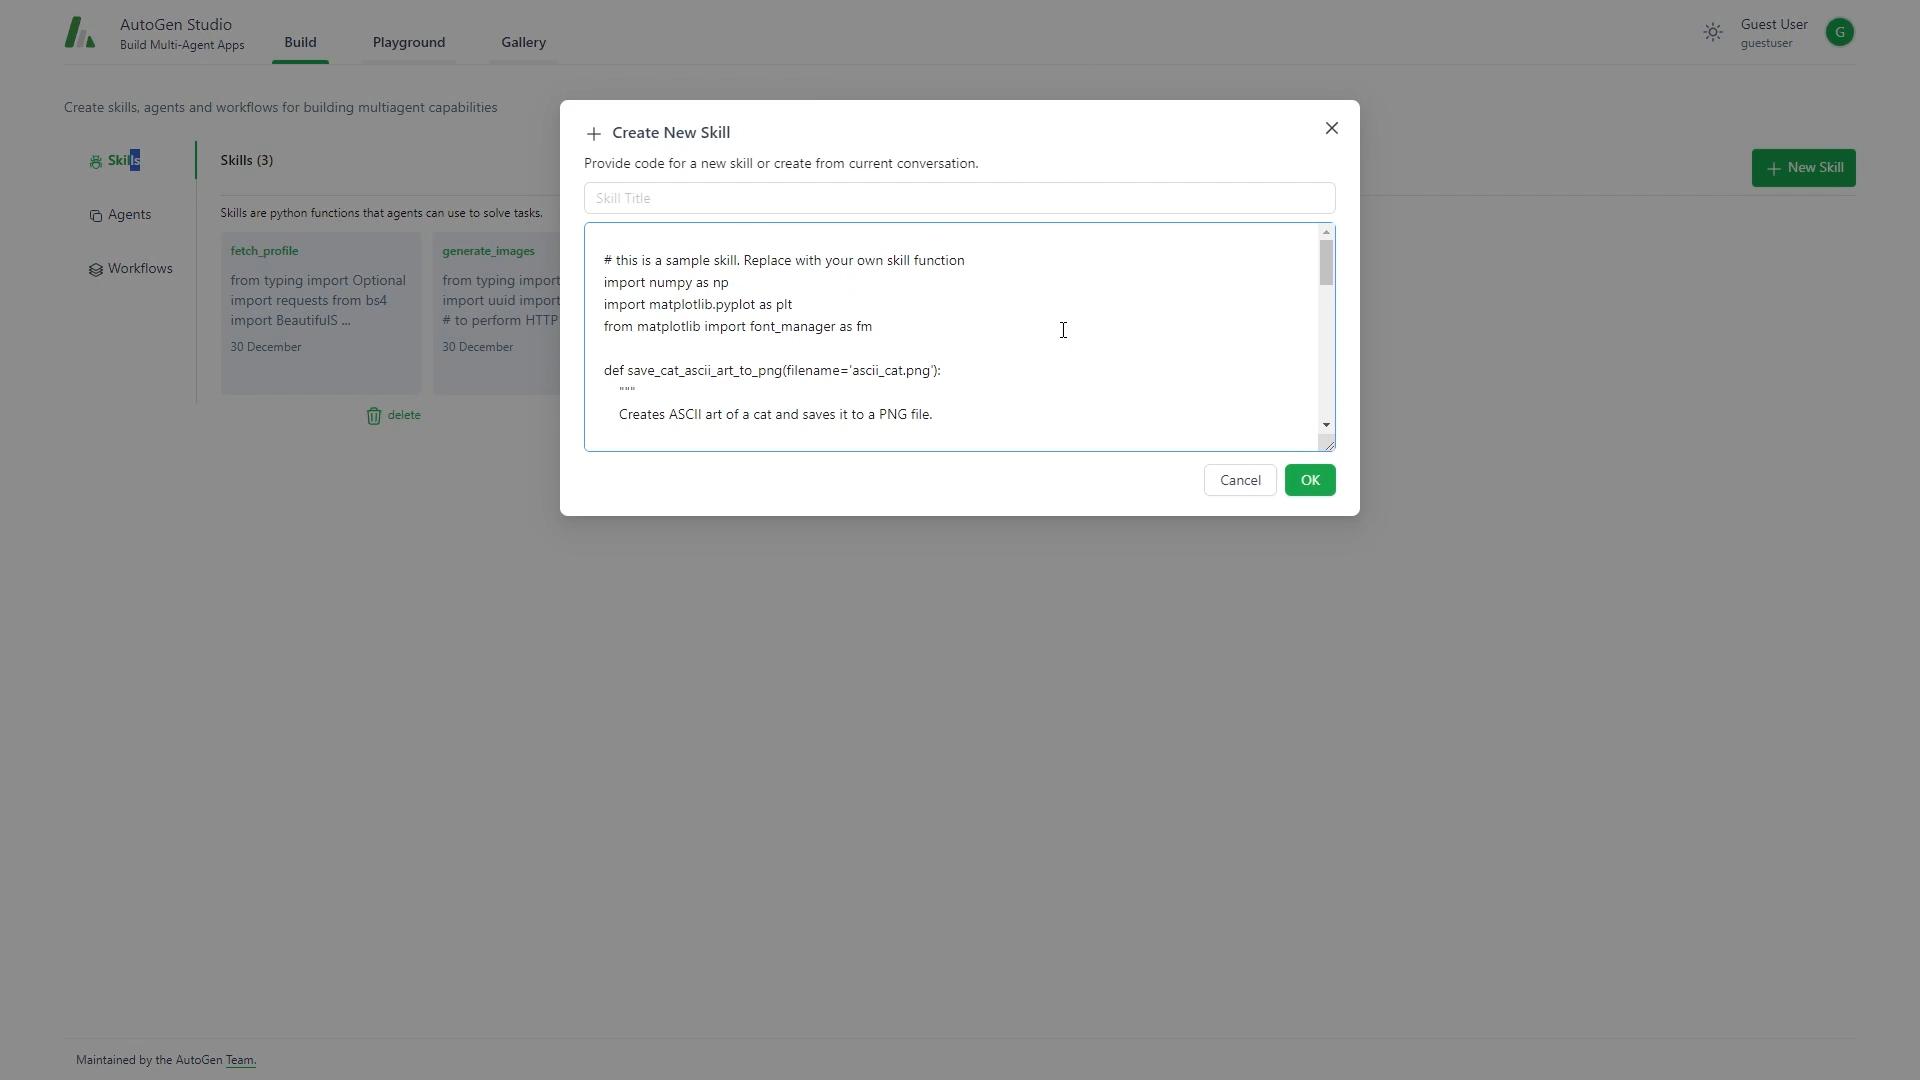 AutoGen Studio
Build Multi-Agent Apps
Build
Playground
Gallery
Guest User
guestuser
G
Create skills, agents and workflows for building multiagent capabilities
Skills
Agents
Workflows
Skills (3)
New Skill
Skills are python functions that agents can use to solve tasks.
fetch_profile
from typing import Optional
import requests from bs4
import BeautifulS ...
30 December
delete
generate_images
from typing import
import uuid import
# to perform HTTP
30 December
Create New Skill
Provide code for a new skill or create from current conversation.
Skill Title
# this is a sample skill. Replace with your own skill function
import numpy as np
import matplotlib.pyplot as plt
from matplotlib import font_manager as fm
def save_cat_ascii_art_to_png(filename='ascii_cat.png'):
"""
Creates ASCII art of a cat and saves it to a PNG file.
Cancel
OK
Maintained by the AutoGen Team.